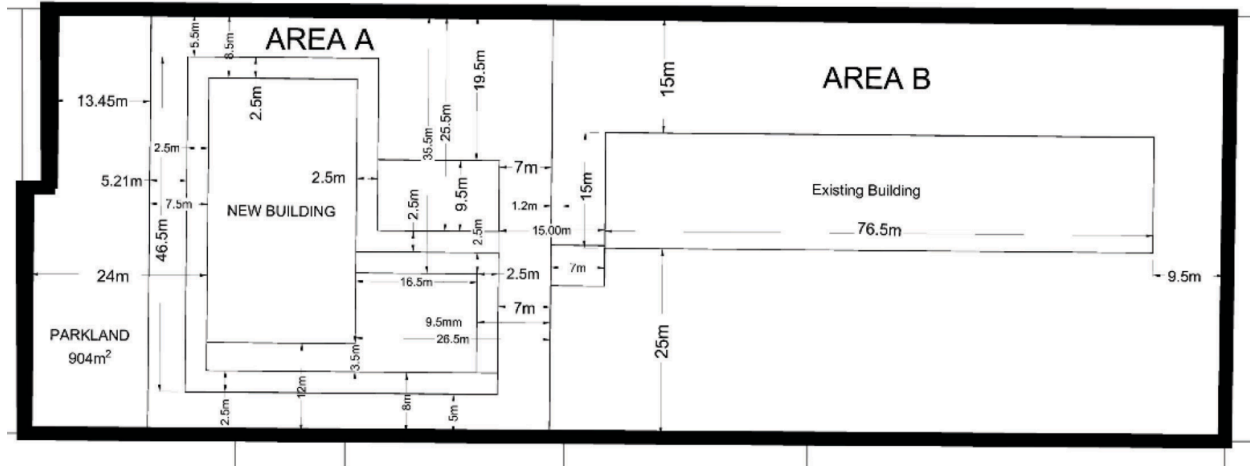 AREA A
AREA B
5.5m
8.5m
2.5m
35.5m
25.5m
19.5m
15m
13.45m
2.5m
5.21m
7.5m
46.5m
2.5m
NEW BUILDING
2.5m
9.5m
2.5m
7m
1.2m
15.00m
15m
Existing Building
76.5m
24m
16.5m
2.5m
7m
7m
9.5m
9.5mm
26.5m
25m
PARKLAND
904m²
3.5m
12m
2.5m
8m
5m